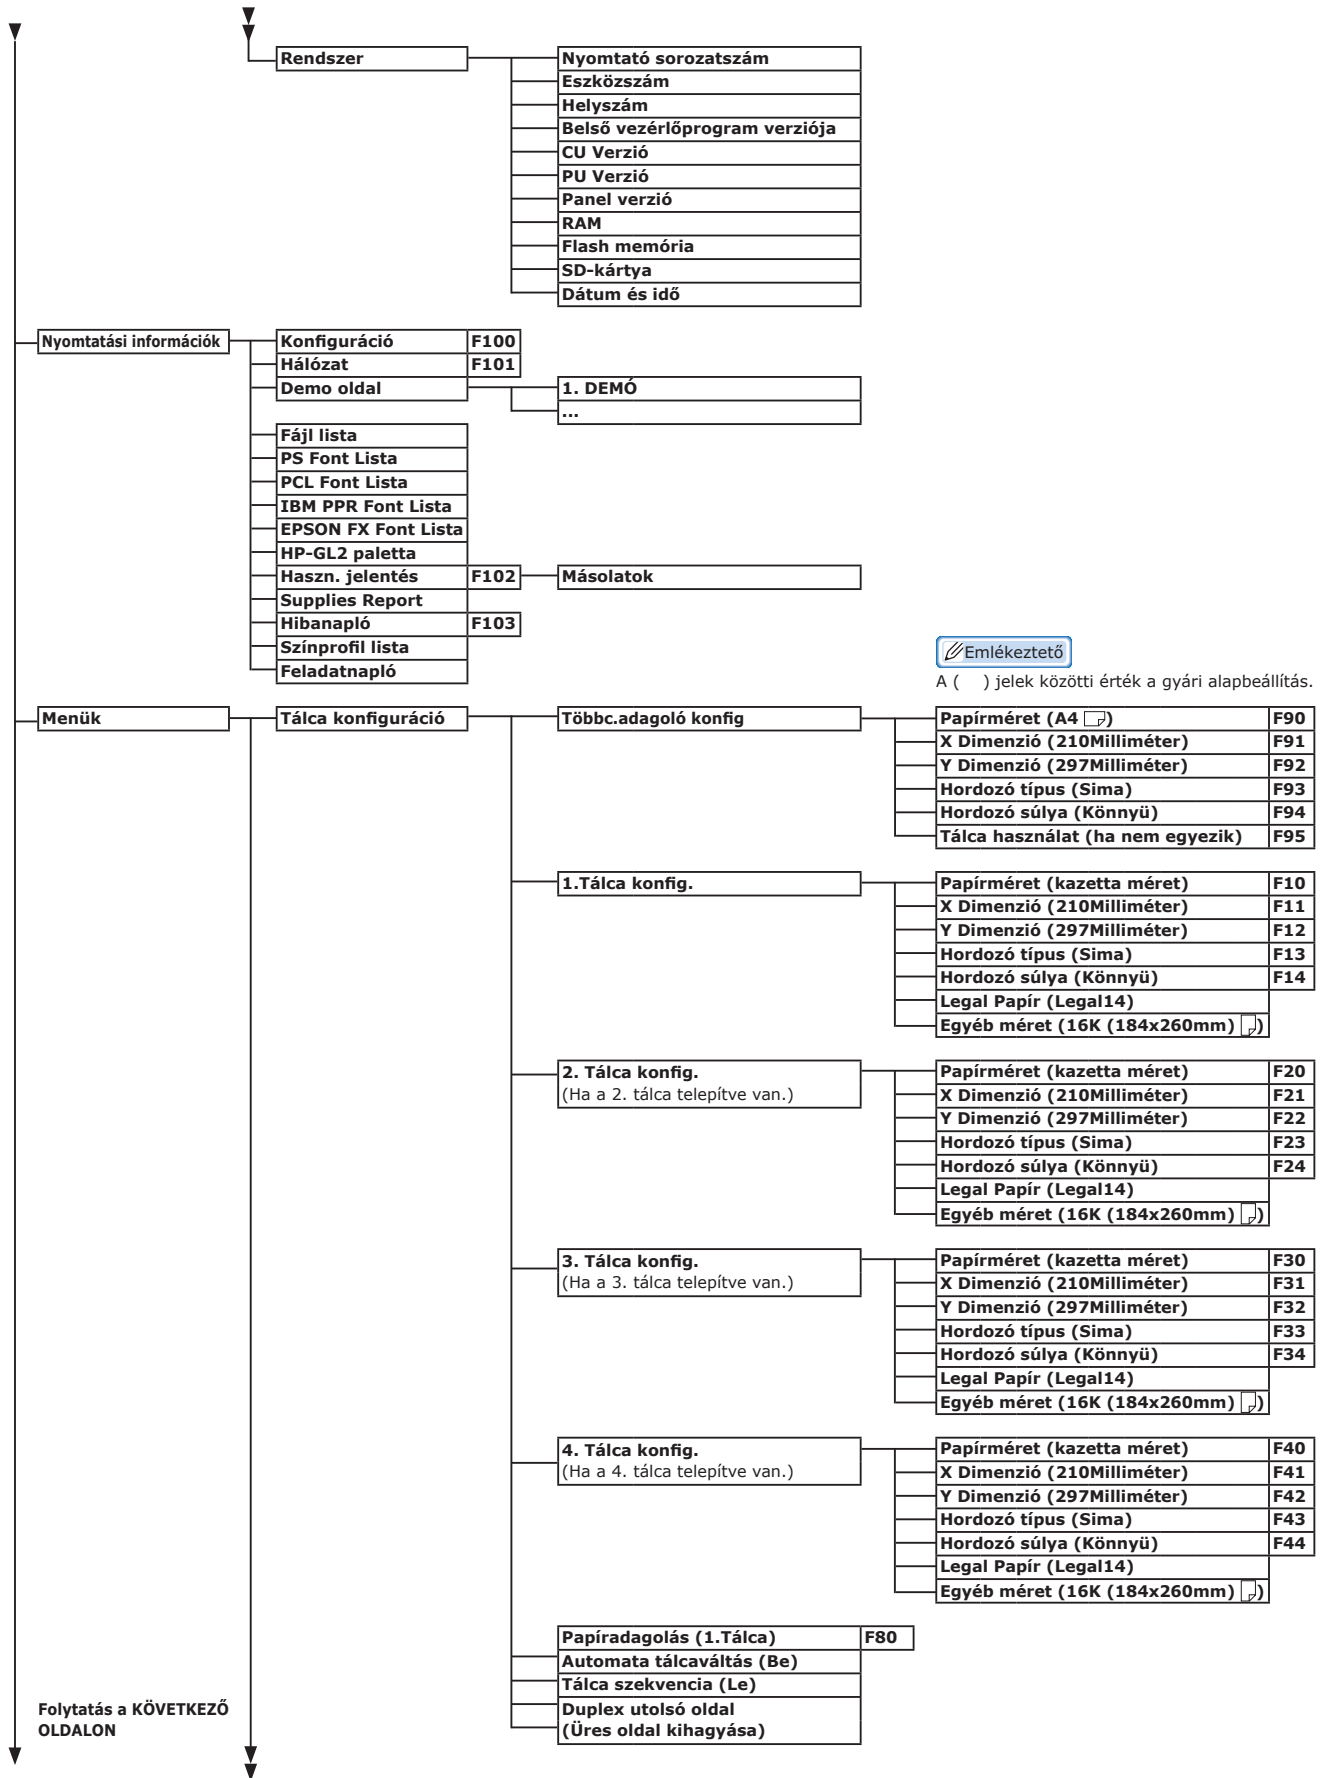 Rendszer
Nyomtató sorozatszám
Eszközszám
Helyszám
Belső vezérlőprogram verziója
CU Verzió
PU Verzió
Panel verzió
RAM
Flash memória
SD-kártya
Dátum és idő
Nyomtatási információk
Konfiguráció F100
Hálózat F101
Demo oldal
1. DEMÓ
...
Fájl lista
PS Font Lista
PCL Font Lista
IBM PPR Font Lista
EPSON FX Font Lista
HP-GL2 paletta
Haszn. jelentés F102 Másolatok
Supplies Report
Hibanapló F103
Színprofil lista
Feladatnapló
Emlékeztető
A ( ) jelek közötti érték a gyári alapbeállítás.
Menük
Tálca konfiguráció
Többc.adagoló konfig
Papírméret (A4 ) F90
X Dimenzió (210Milliméter) F91
Y Dimenzió (297Milliméter) F92
Hordozó típus (Sima) F93
Hordozó súlya (Könnyü) F94
Tálca használat (ha nem egyezik) F95
1.Tálca konfig.
Papírméret (kazetta méret) F10
X Dimenzió (210Milliméter) F11
Y Dimenzió (297Milliméter) F12
Hordozó típus (Sima) F13
Hordozó súlya (Könnyü) F14
Legal Papír (Legal14)
Egyéb méret (16K (184x260mm) )
2. Tálca konfig.
(Ha a 2. tálca telepítve van.)
Papírméret (kazetta méret) F20
X Dimenzió (210Milliméter) F21
Y Dimenzió (297Milliméter) F22
Hordozó típus (Sima) F23
Hordozó súlya (Könnyü) F24
Legal Papír (Legal14)
Egyéb méret (16K (184x260mm) )
3. Tálca konfig.
(Ha a 3. tálca telepítve van.)
Papírméret (kazetta méret) F30
X Dimenzió (210Milliméter) F31
Y Dimenzió (297Milliméter) F32
Hordozó típus (Sima) F33
Hordozó súlya (Könnyü) F34
Legal Papír (Legal14)
Egyéb méret (16K (184x260mm) )
4. Tálca konfig.
(Ha a 4. tálca telepítve van.)
Papírméret (kazetta méret) F40
X Dimenzió (210Milliméter) F41
Y Dimenzió (297Milliméter) F42
Hordozó típus (Sima) F43
Hordozó súlya (Könnyü) F44
Legal Papír (Legal14)
Egyéb méret (16K (184x260mm) )
Papíradagolás (1.Tálca) F80
Automata tálcaváltás (Be)
Tálca szekvencia (Le)
Duplex utolsó oldal
(Üres oldal kihagyása)
Folytatás a KÖVETKEZŐ
OLDALON